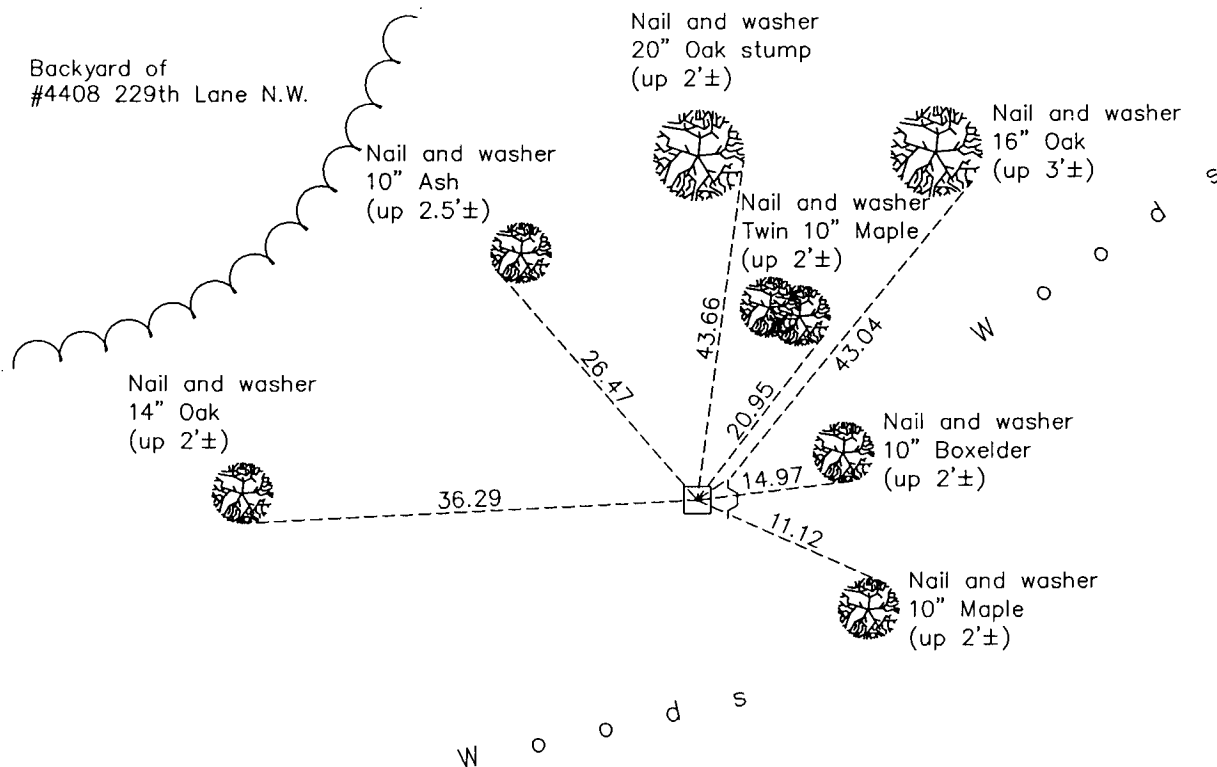 Backyard of
#4408 229th Lane N.W.
Nail and washer
20" Oak stump
(up 2'±)
Nail and washer
16" Oak
(up 3'±)
Nail and washer
10" Ash
(up 2.5'±)
Nail and washer
Twin 10" Maple
(up 2'±)
Woods
43.66
43.04
26.47
20.95
Nail and washer
14" Oak
(up 2'±)
36.29
14.97
Nail and washer
10" Boxelder
(up 2'±)
11.12
Nail and washer
10" Maple
(up 2'±)
Woods